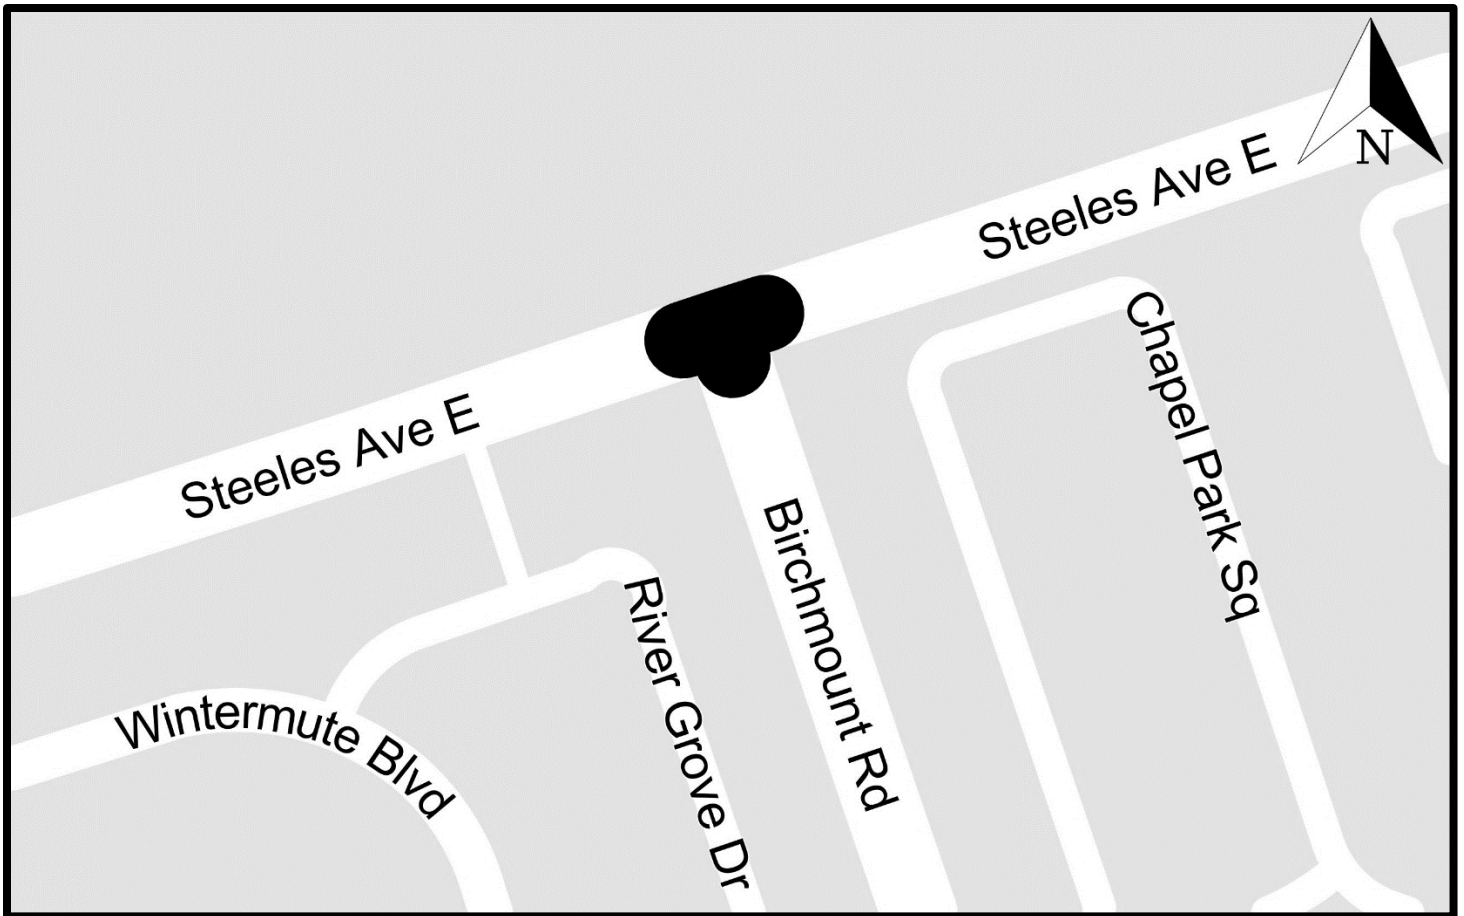 N
Steeles Ave E
Chapel Park Sq
Steeles Ave E
Birchmount Rd
River Grove Dr
Wintermute Blvd